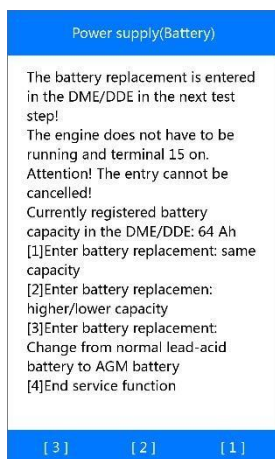 Power supply(Battery)
The battery replacement is entered
in the DME/DDE in the next test
step!
The engine does not have to be
running and terminal 15 on.
Attention! The entry cannot be
cancelled!
Currently registered battery
capacity in the DME/DDE: 64 Ah
[1]Enter battery replacement: same
capacity
[2]Enter battery replacemen:
higher/lower capacity
[3]Enter battery replacement:
Change from normal lead-acid
battery to AGM battery
[4]End service function
[ 3 ] [ 2 ] [ 1 ]